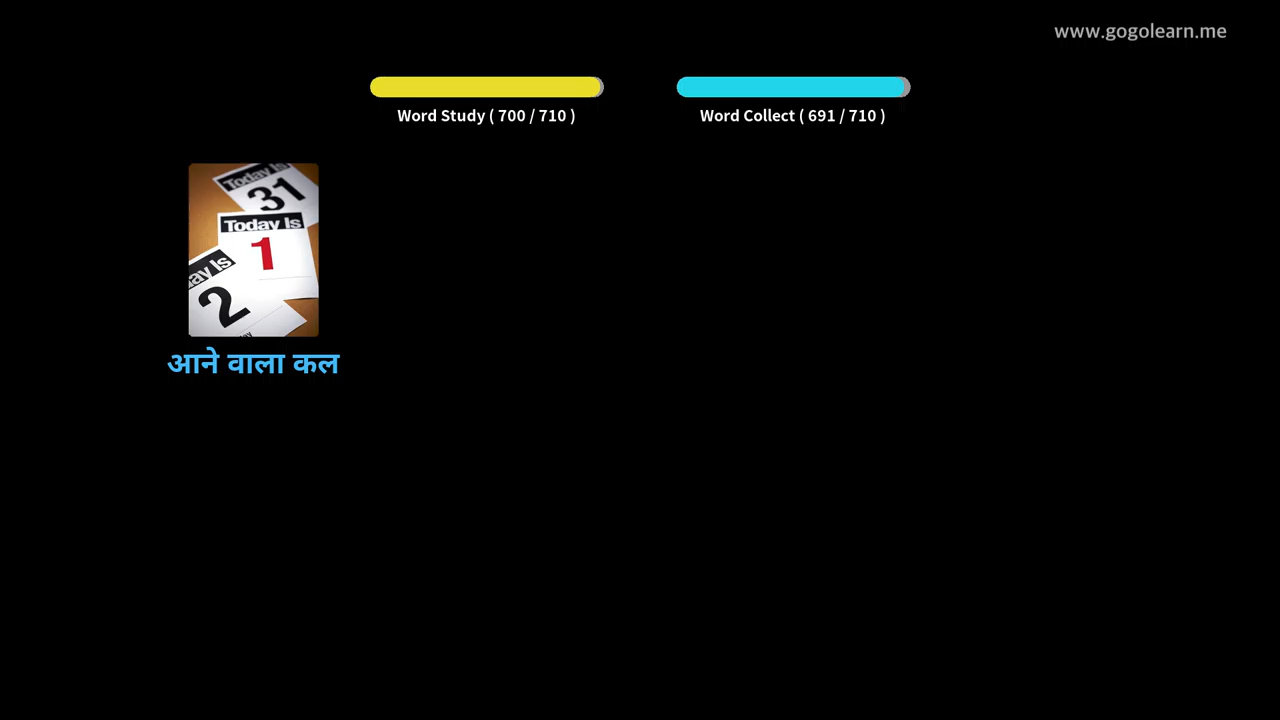 www.gogolearn.me
Word Study ( 700 / 710 )
Word Collect ( 691 / 710 )
Today Is
31
Today Is
1
ay Is
2
आने वाला कल